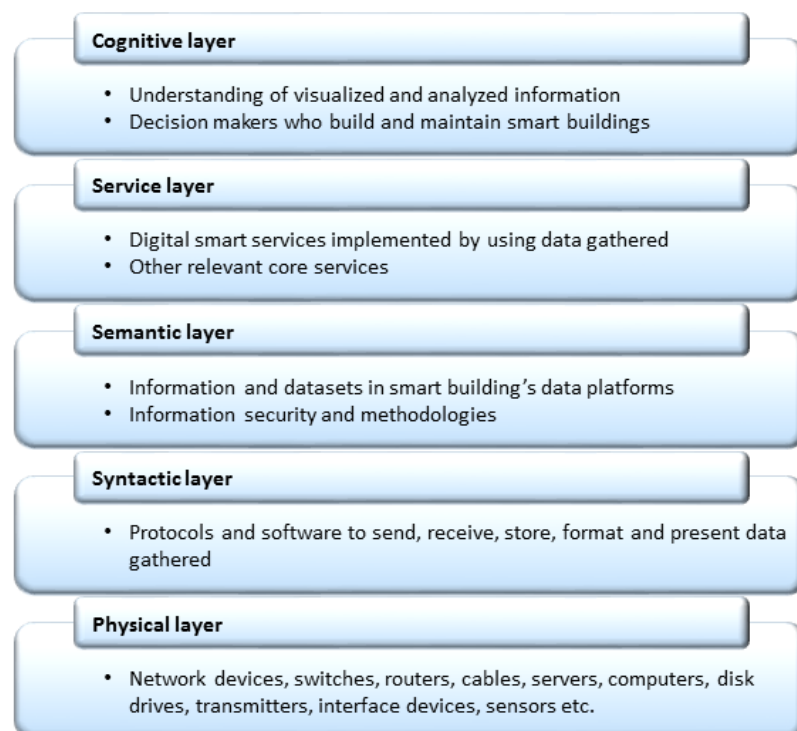 Cognitive layer
• Understanding of visualized and analyzed information
• Decision makers who build and maintain smart buildings
Service layer
• Digital smart services implemented by using data gathered
• Other relevant core services
Semantic layer
• Information and datasets in smart building's data platforms
• Information security and methodologies
Syntactic layer
• Protocols and software to send, receive, store, format and present data
gathered
Physical layer
• Network devices, switches, routers, cables, servers, computers, disk
drives, transmitters, interface devices, sensors etc.